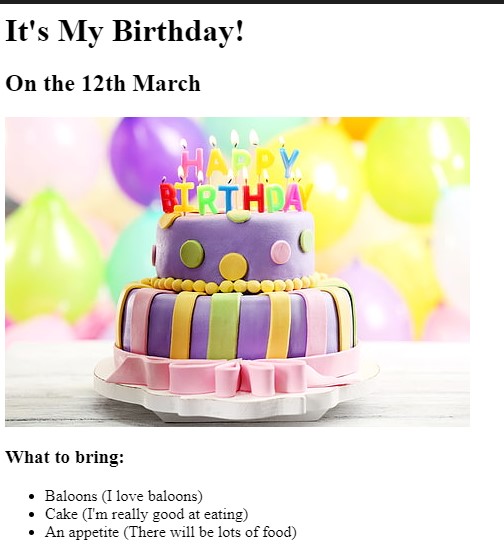 It's My Birthday!
On the 12th March
HAPPY
BIRTHDAY
What to bring:
Baloons (I love baloons)
Cake (I'm really good at eating)
An appetite (There will be lots of food)